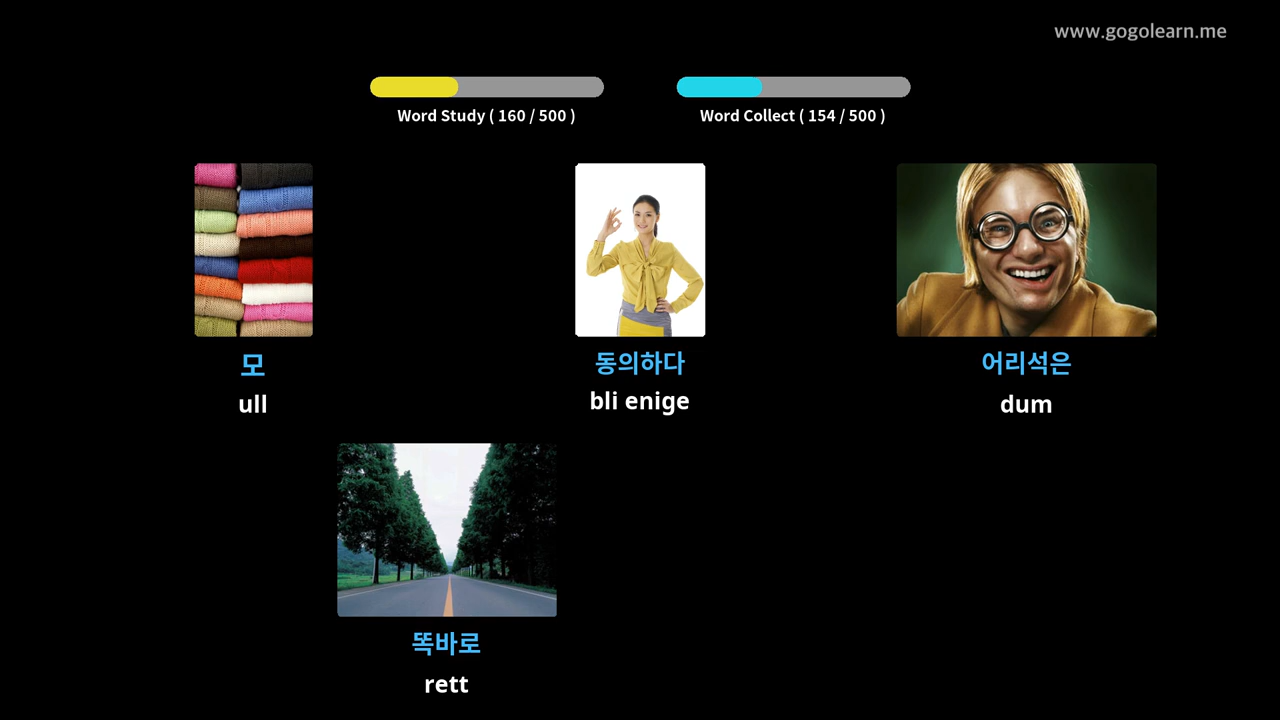 www.gogolearn.me
Word Study ( 160 / 500 )
Word Collect ( 154 / 500 )
모
ull
동의하다
bli enige
어리석은
dum
똑바로
rett